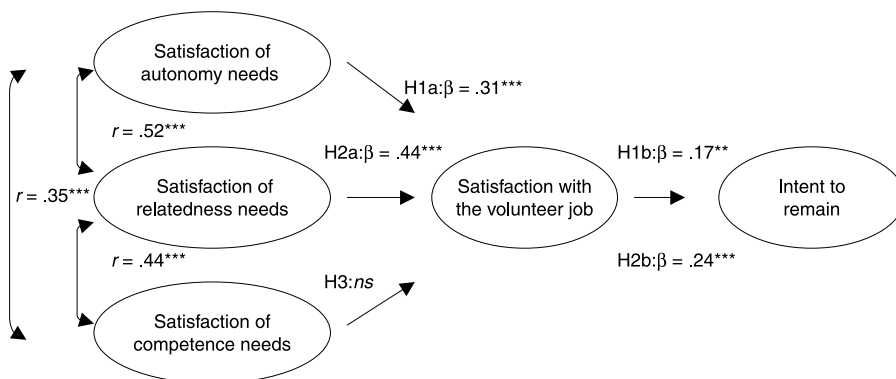 Satisfaction of
autonomy needs
H1a:β = .31***
r = .52***
H2a:β = .44***
H1b:β = .17**
r = .35***
Satisfaction of
relatedness needs
Satisfaction with
the volunteer job
Intent to
remain
r = .44***
H3:ns
H2b:β = .24***
Satisfaction of
competence needs